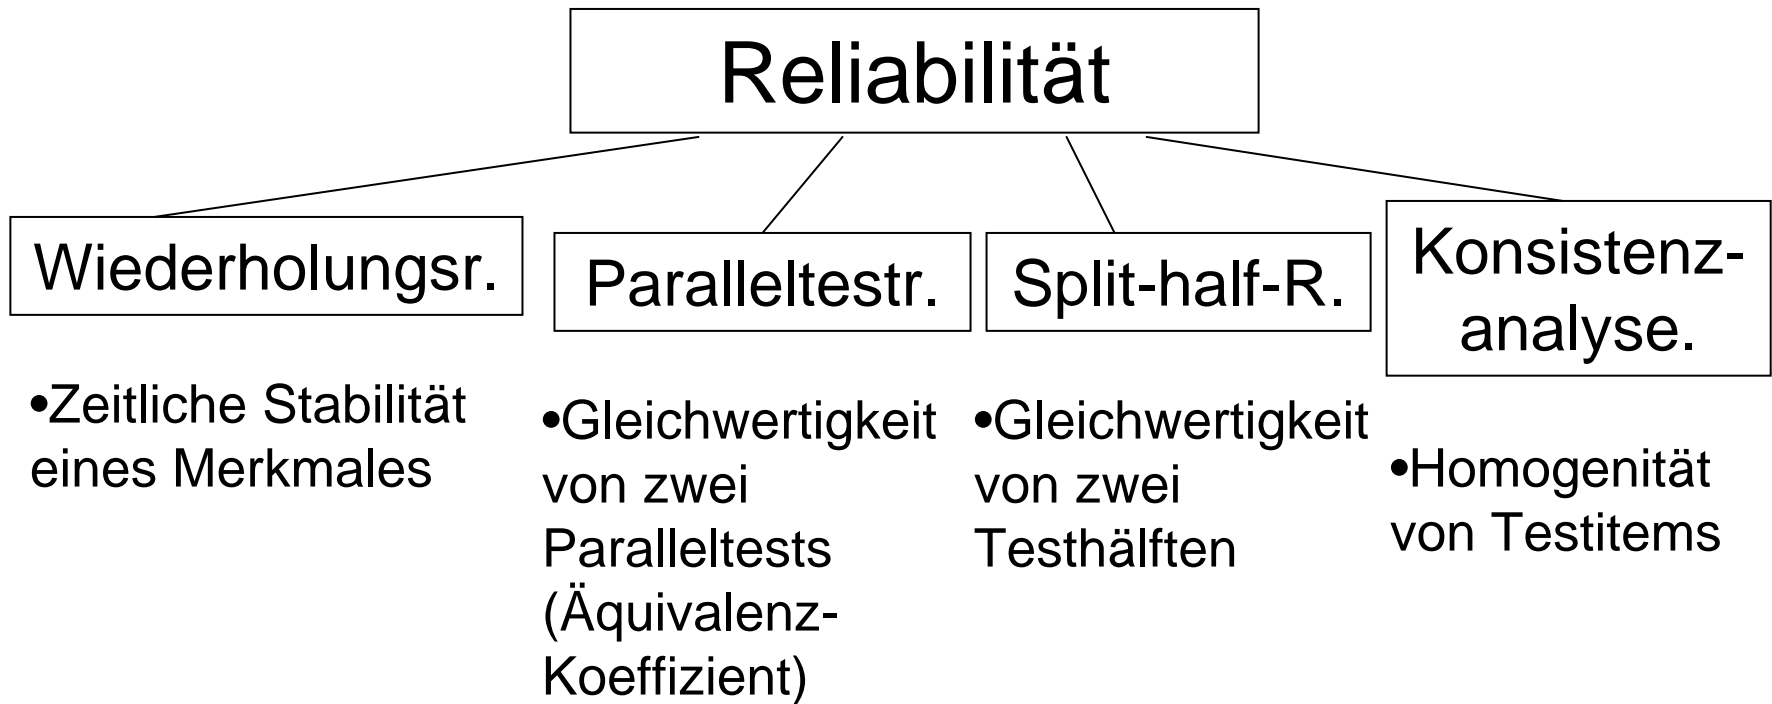 Reliabilität
Wiederholungsr.
Paralleltestr.
Split-half-R.
Konsistenz-
analyse.
•Zeitliche Stabilität
eines Merkmales
•Gleichwertigkeit
von zwei
Paralleltests
(Äquivalenz-
Koeffizient)
•Gleichwertigkeit
von zwei
Testhälften
•Homogenität
von Testitems